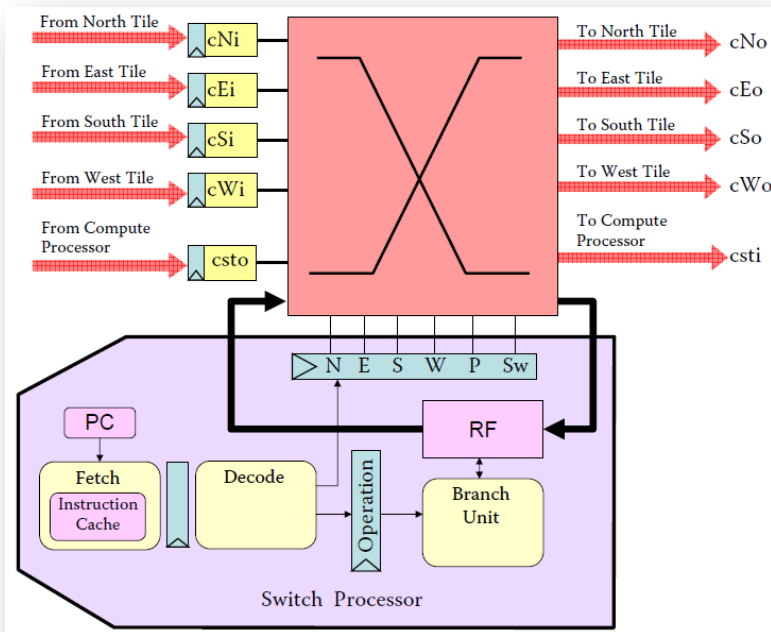 From North Tile
cNi
To North Tile
cNo
From East Tile
cEi
To East Tile
cEo
From South Tile
cSi
To South Tile
cSo
From West Tile
cWi
To West Tile
cWo
From Compute
Processor
csto
To Compute
Processor
csti
N E S W P Sw
PC
RF
Fetch
Instruction
Cache
Decode
Operation
Branch
Unit
Switch Processor